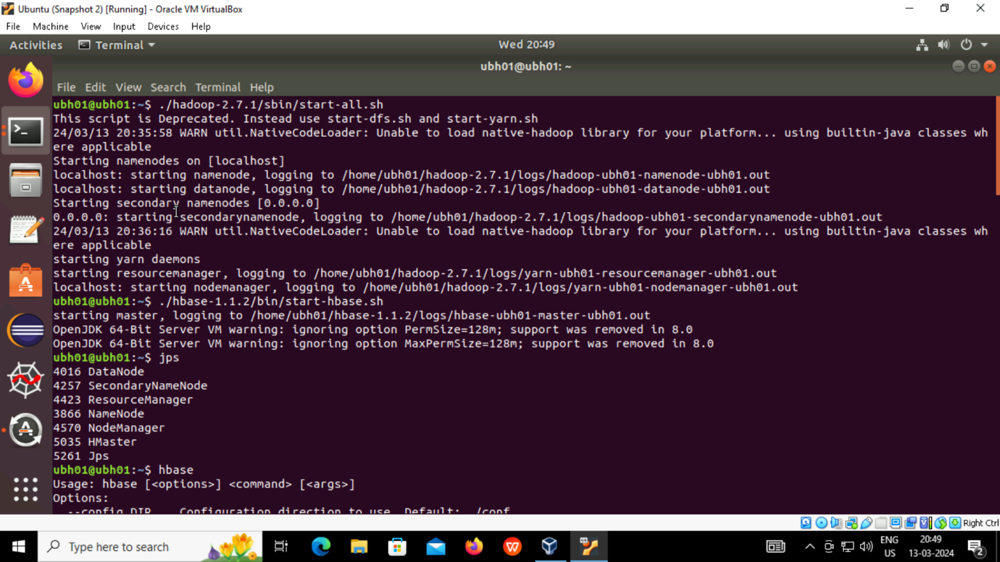 Ubuntu (Snapshot 2) [Running] - Oracle VM VirtualBox
File Machine View Input Devices Help
Activities Terminal Wed 20:49
ubh01@ubh01: ~
File Edit View Search Terminal Help
ubh01@ubh01:~$ ./hadoop-2.7.1/sbin/start-all.sh
This script is Deprecated. Instead use start-dfs.sh and start-yarn.sh
24/03/13 20:35:58 WARN util.NativeCodeLoader: Unable to load native-hadoop library for your platform... using builtin-java classes wh
ere applicable
Starting namenodes on [localhost]
localhost: starting namenode, logging to /home/ubh01/hadoop-2.7.1/logs/hadoop-ubh01-namenode-ubh01.out
localhost: starting datanode, logging to /home/ubh01/hadoop-2.7.1/logs/hadoop-ubh01-datanode-ubh01.out
Starting secondary namenodes [0.0.0.0]
0.0.0.0: starting secondarynamenode, logging to /home/ubh01/hadoop-2.7.1/logs/hadoop-ubh01-secondarynamenode-ubh01.out
24/03/13 20:36:16 WARN util.NativeCodeLoader: Unable to load native-hadoop library for your platform... using builtin-java classes wh
ere applicable
starting yarn daemons
starting resourcemanager, logging to /home/ubh01/hadoop-2.7.1/logs/yarn-ubh01-resourcemanager-ubh01.out
localhost: starting nodemanager, logging to /home/ubh01/hadoop-2.7.1/logs/yarn-ubh01-nodemanager-ubh01.out
ubh01@ubh01:~$ ./hbase-1.1.2/bin/start-hbase.sh
starting master, logging to /home/ubh01/hbase-1.1.2/logs/hbase-ubh01-master-ubh01.out
OpenJDK 64-Bit Server VM warning: ignoring option PermSize=128m; support was removed in 8.0
OpenJDK 64-Bit Server VM warning: ignoring option MaxPermSize=128m; support was removed in 8.0
ubh01@ubh01:~$ jps
4016 DataNode
4257 SecondaryNameNode
4423 ResourceManager
3866 NameNode
4570 NodeManager
5035 HMaster
5261 Jps
ubh01@ubh01:~$ hbase
Usage: hbase [<options>] <command> [<args>]
Options:
--config DIR Configuration direction to use. Default: ./conf
Right Ctrl
Type here to search
ENG
US
20:49
13-03-2024
2